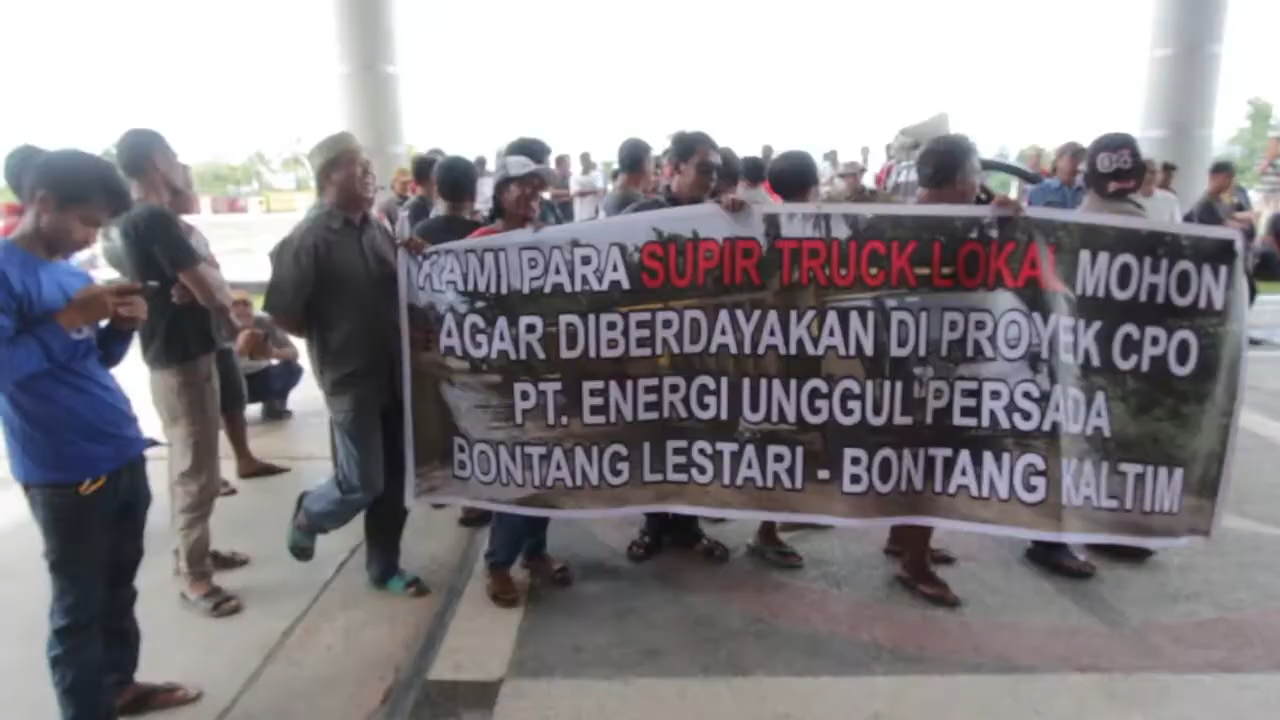 KAMI PARA SUPIR TRUCK LOKAL MOHON
AGAR DIBERDAYAKAN DI PROYEK CPO
PT. ENERGI UNGGUL PERSADA
BONTANG LESTARI - BONTANG KALTIM